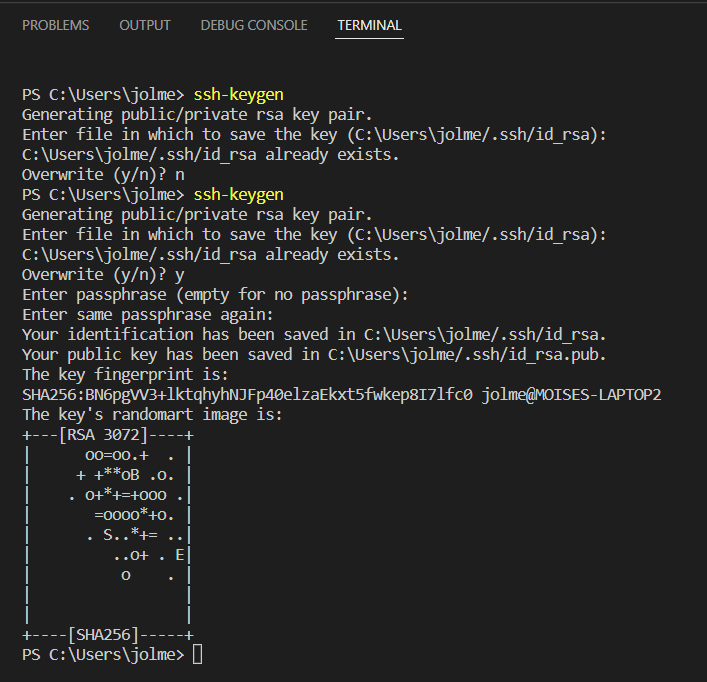 PROBLEMS OUTPUT DEBUG CONSOLE TERMINAL
PS C:\Users\jolme> ssh-keygen
Generating public/private rsa key pair.
Enter file in which to save the key (C:\Users\jolme/.ssh/id_rsa):
C:\Users\jolme/.ssh/id_rsa already exists.
Overwrite (y/n)? n
PS C:\Users\jolme> ssh-keygen
Generating public/private rsa key pair.
Enter file in which to save the key (C:\Users\jolme/.ssh/id_rsa):
C:\Users\jolme/.ssh/id_rsa already exists.
Overwrite (y/n)? y
Enter passphrase (empty for no passphrase):
Enter same passphrase again:
Your identification has been saved in C:\Users\jolme/.ssh/id_rsa.
Your public key has been saved in C:\Users\jolme/.ssh/id_rsa.pub.
The key fingerprint is:
SHA256:BN6pgVV3+lktqhyhNJFp40elzaEkxt5fwkep8I7lfc0 jolme@MOISES-LAPTOP2
The key's randomart image is:
+---[RSA 3072]----+
|      oo=oo.+  . |
|     + +**oB .o. |
|    . o+*+=+ooo .|
|       =oooo*+o. |
|      . S..*+= ..|
|         ..o+ . E|
|          o    . |
|                 |
|                 |
+----[SHA256]-----+
PS C:\Users\jolme>